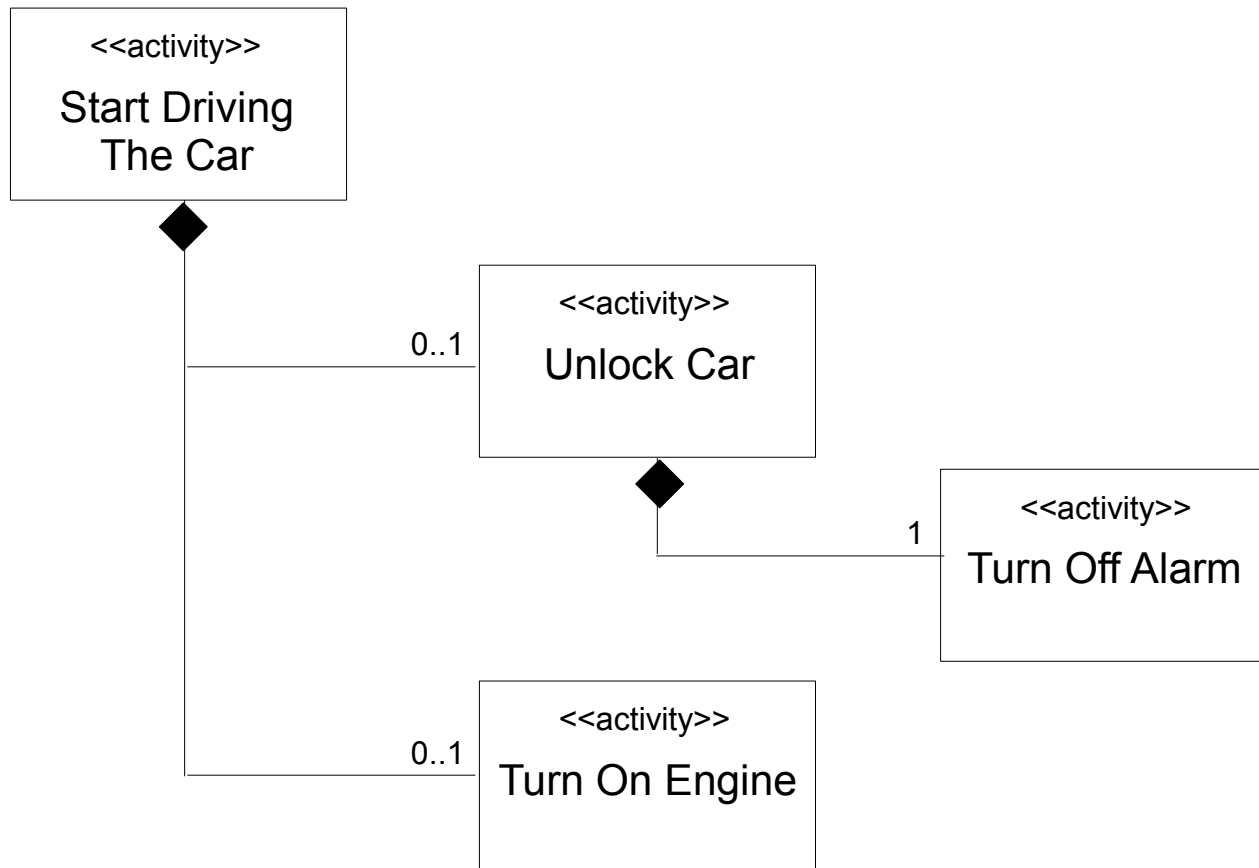 <<activity>>
Start Driving
The Car
<<activity>>
0..1
Unlock Car
<<activity>>
1
Turn Off Alarm
<<activity>>
0..1
Turn On Engine